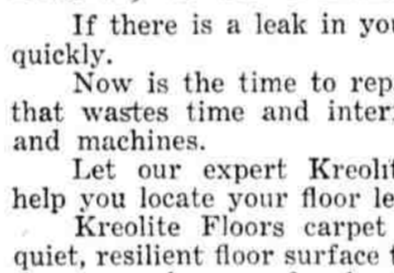 If there is a leak in you
quickly.
Now is the time to rep
that wastes time and inter
and machines.
Let our expert Kreolit
help you locate your floor le
Kreolite Floors carpet
quiet, resilient floor surface t